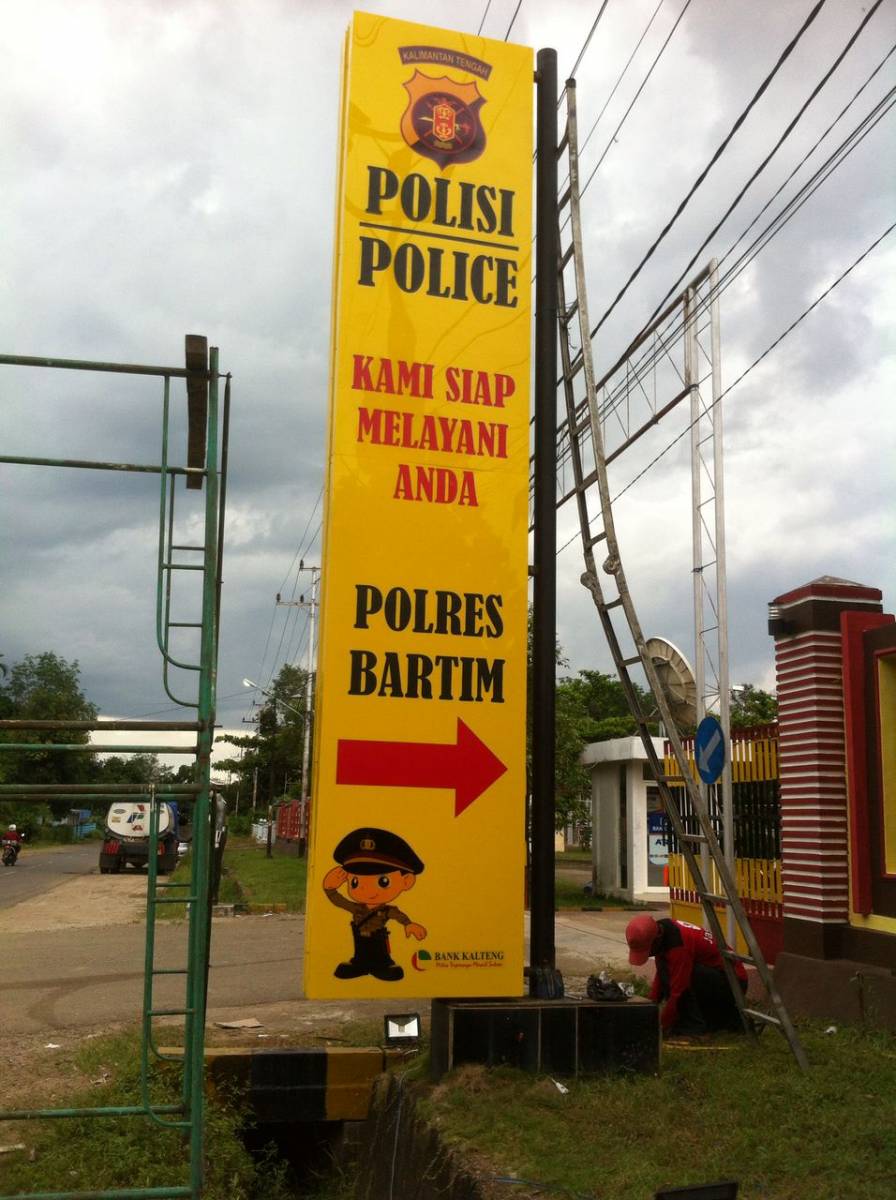 KALIMANTAN TENGAH
POLISI
POLICE
KAMI SIAP
MELAYANI
ANDA
POLRES
BARTIM
BANK KALTENG